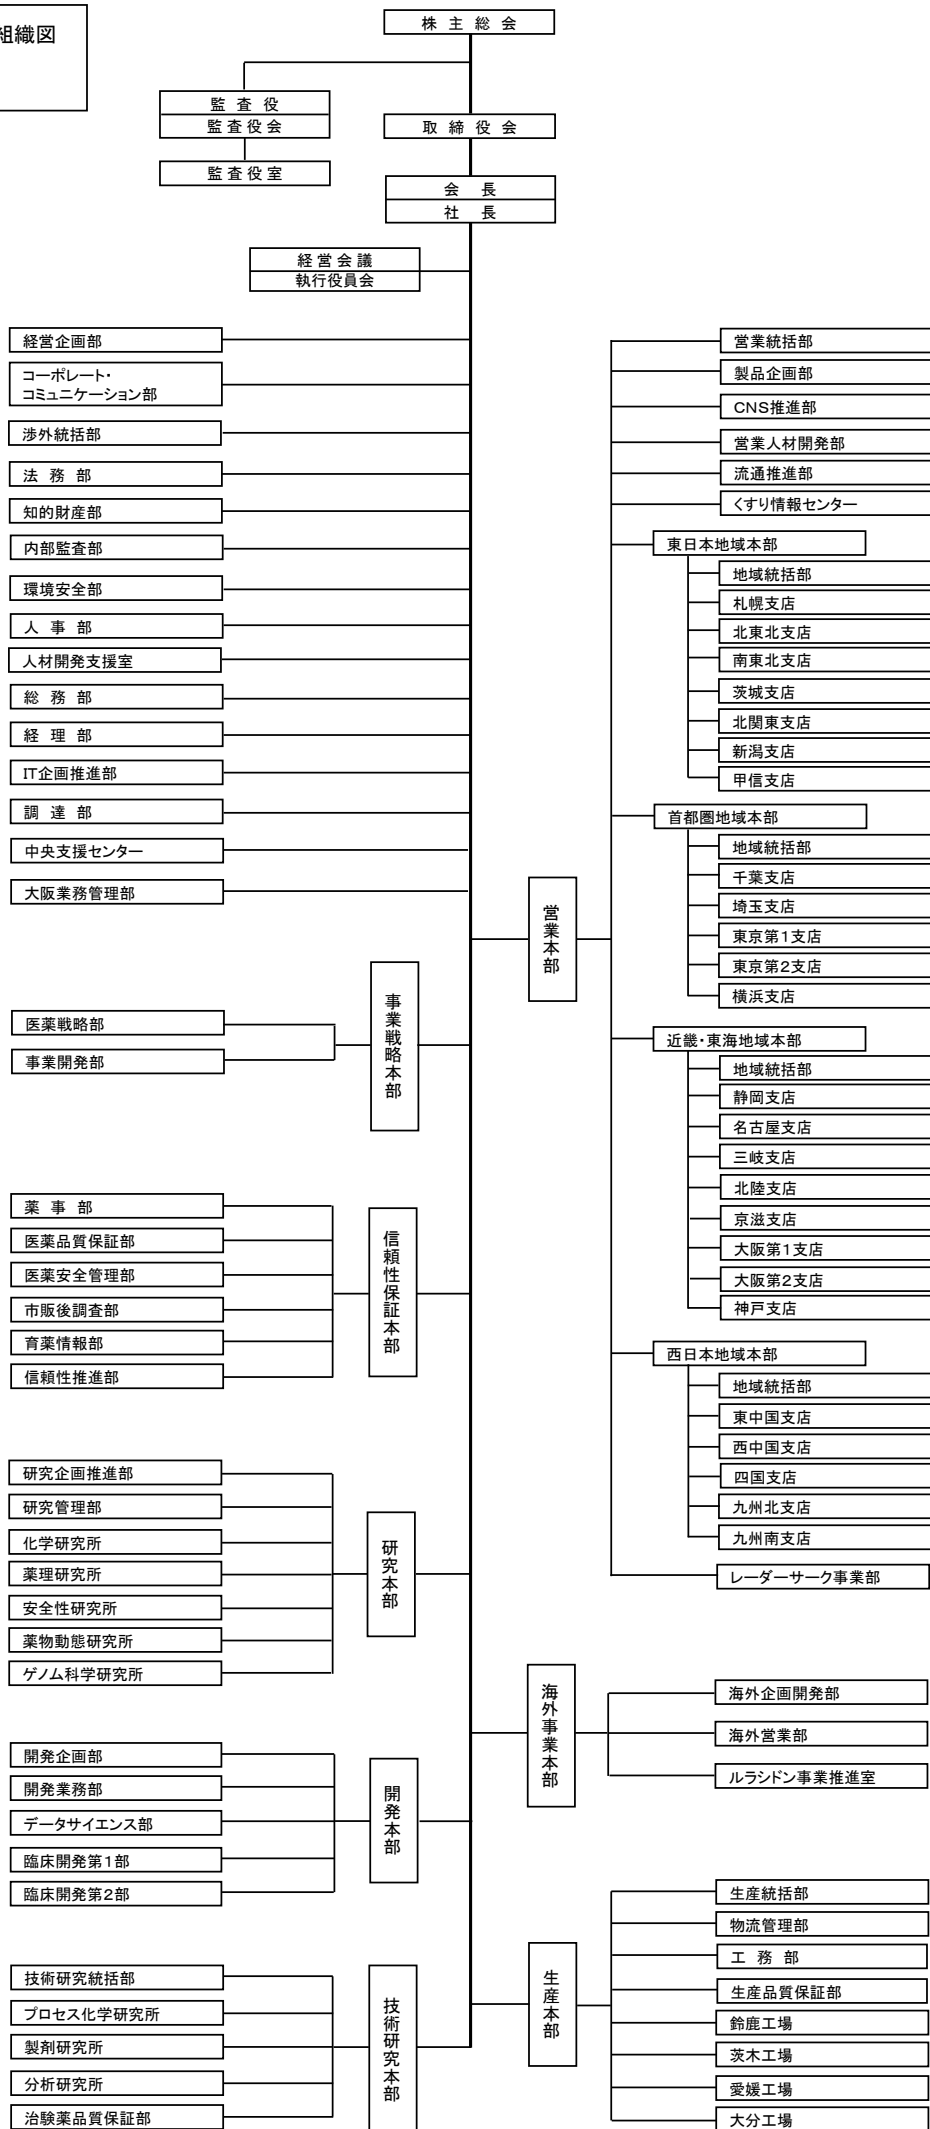 組織図
株 主 総 会
監 査 役
監 査 役 会
取 締 役 会
監 査 役 室
会 長
社 長
経 営 会 議
執行役員会
経営企画部
コーポレート・
コミュニケーション部
渉外統括部
法 務 部
知的財産部
内部監査部
環境安全部
人 事 部
人材開発支援室
総 務 部
経 理 部
IT企画推進部
調 達 部
中央支援センター
大阪業務管理部
事業戦略本部
医薬戦略部
事業開発部
信頼性保証本部
薬 事 部
医薬品質保証部
医薬安全管理部
市販後調査部
育薬情報部
信頼性推進部
研究本部
研究企画推進部
研究管理部
化学研究所
薬理研究所
安全性研究所
薬物動態研究所
ゲノム科学研究所
開発本部
開発企画部
開発業務部
データサイエンス部
臨床開発第1部
臨床開発第2部
技術研究本部
技術研究統括部
プロセス化学研究所
製剤研究所
分析研究所
治験薬品質保証部
営業本部
営業統括部
製品企画部
CNS推進部
営業人材開発部
流通推進部
くすり情報センター
東日本地域本部
地域統括部
札幌支店
北東北支店
南東北支店
茨城支店
北関東支店
新潟支店
甲信支店
首都圏地域本部
地域統括部
千葉支店
埼玉支店
東京第1支店
東京第2支店
横浜支店
近畿・東海地域本部
地域統括部
静岡支店
名古屋支店
三岐支店
北陸支店
京滋支店
大阪第1支店
大阪第2支店
神戸支店
西日本地域本部
地域統括部
東中国支店
西中国支店
四国支店
九州北支店
九州南支店
レーダーサーク事業部
海外事業本部
海外企画開発部
海外営業部
ルラシドン事業推進室
生産本部
生産統括部
物流管理部
工 務 部
生産品質保証部
鈴鹿工場
茨木工場
愛媛工場
大分工場